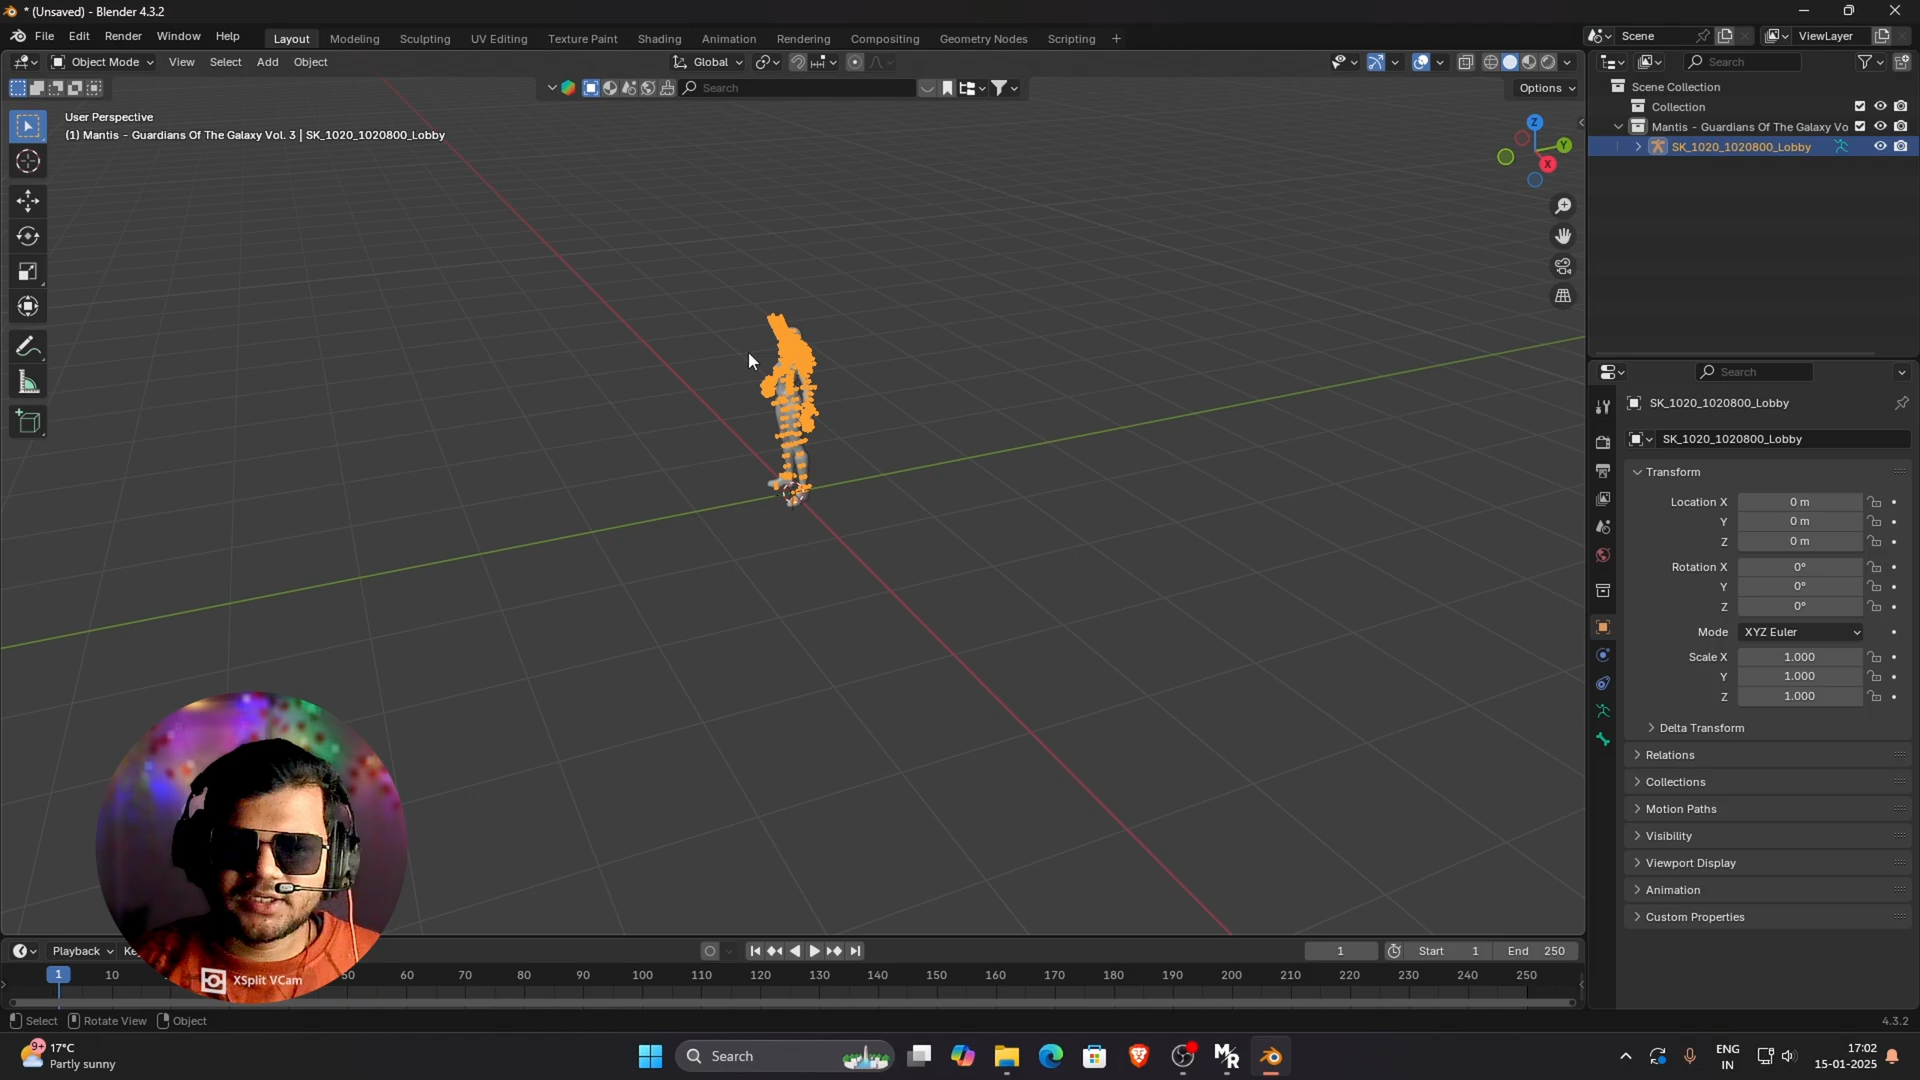 * (Unsaved) - Blender 4.3.2
File Edit Render Window Help
Layout Modeling Sculpting UV Editing Texture Paint Shading Animation Rendering Compositing Geometry Nodes Scripting +
Scene
ViewLayer
Object Mode View Select Add Object
Global
Search
Search
Options
User Perspective
(1) Mantis - Guardians Of The Galaxy Vol. 3 | SK_1020_1020800_Lobby
Z
Y
X
Scene Collection
Collection
Mantis - Guardians Of The Galaxy Vo
SK_1020_1020800_Lobby
Search
SK_1020_1020800_Lobby
SK_1020_1020800_Lobby
Transform
Location X 0 m
Y 0 m
Z 0 m
Rotation X 0°
Y 0°
Z 0°
Mode XYZ Euler
Scale X 1.000
Y 1.000
Z 1.000
Delta Transform
Relations
Collections
Motion Paths
Visibility
Viewport Display
Animation
Custom Properties
XSplit VCam
Playback
1
Start 1
End 250
1 10 50 60 70 80 90 100 110 120 130 140 150 160 170 180 190 200 210 220 230 240 250
Select Rotate View Object
4.3.2
9+
17°C
Partly sunny
Search
ENG
IN
17:02
15-01-2025